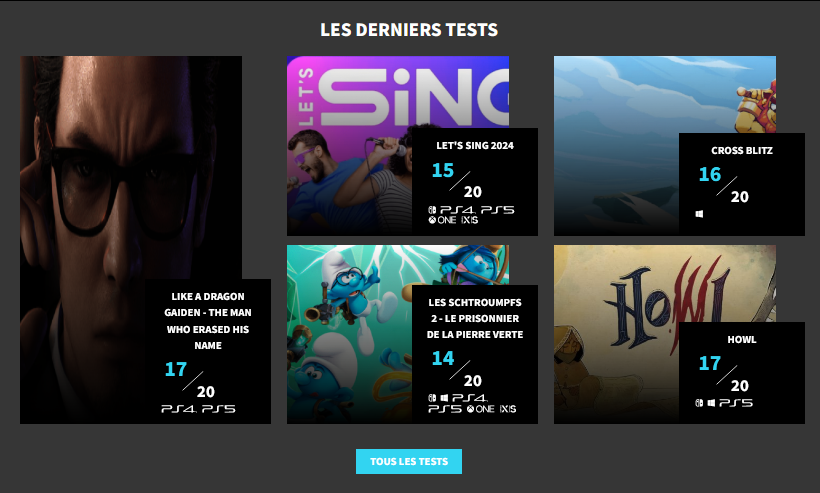 LES DERNIERS TESTS
LIKE A DRAGON
GAIDEN - THE MAN
WHO ERASED HIS
NAME
17
20
PS4 PS5
LET'S
SiNG
LET'S SING 2024
15
20
PS4 PS5
ONE X|S
CROSS BLITZ
16
20
LES SCHTROUMPFS
2 - LE PRISONNIER
DE LA PIERRE VERTE
14
20
PS4
PS5 ONE X|S
HOWL
HOWL
17
20
PS5
TOUS LES TESTS